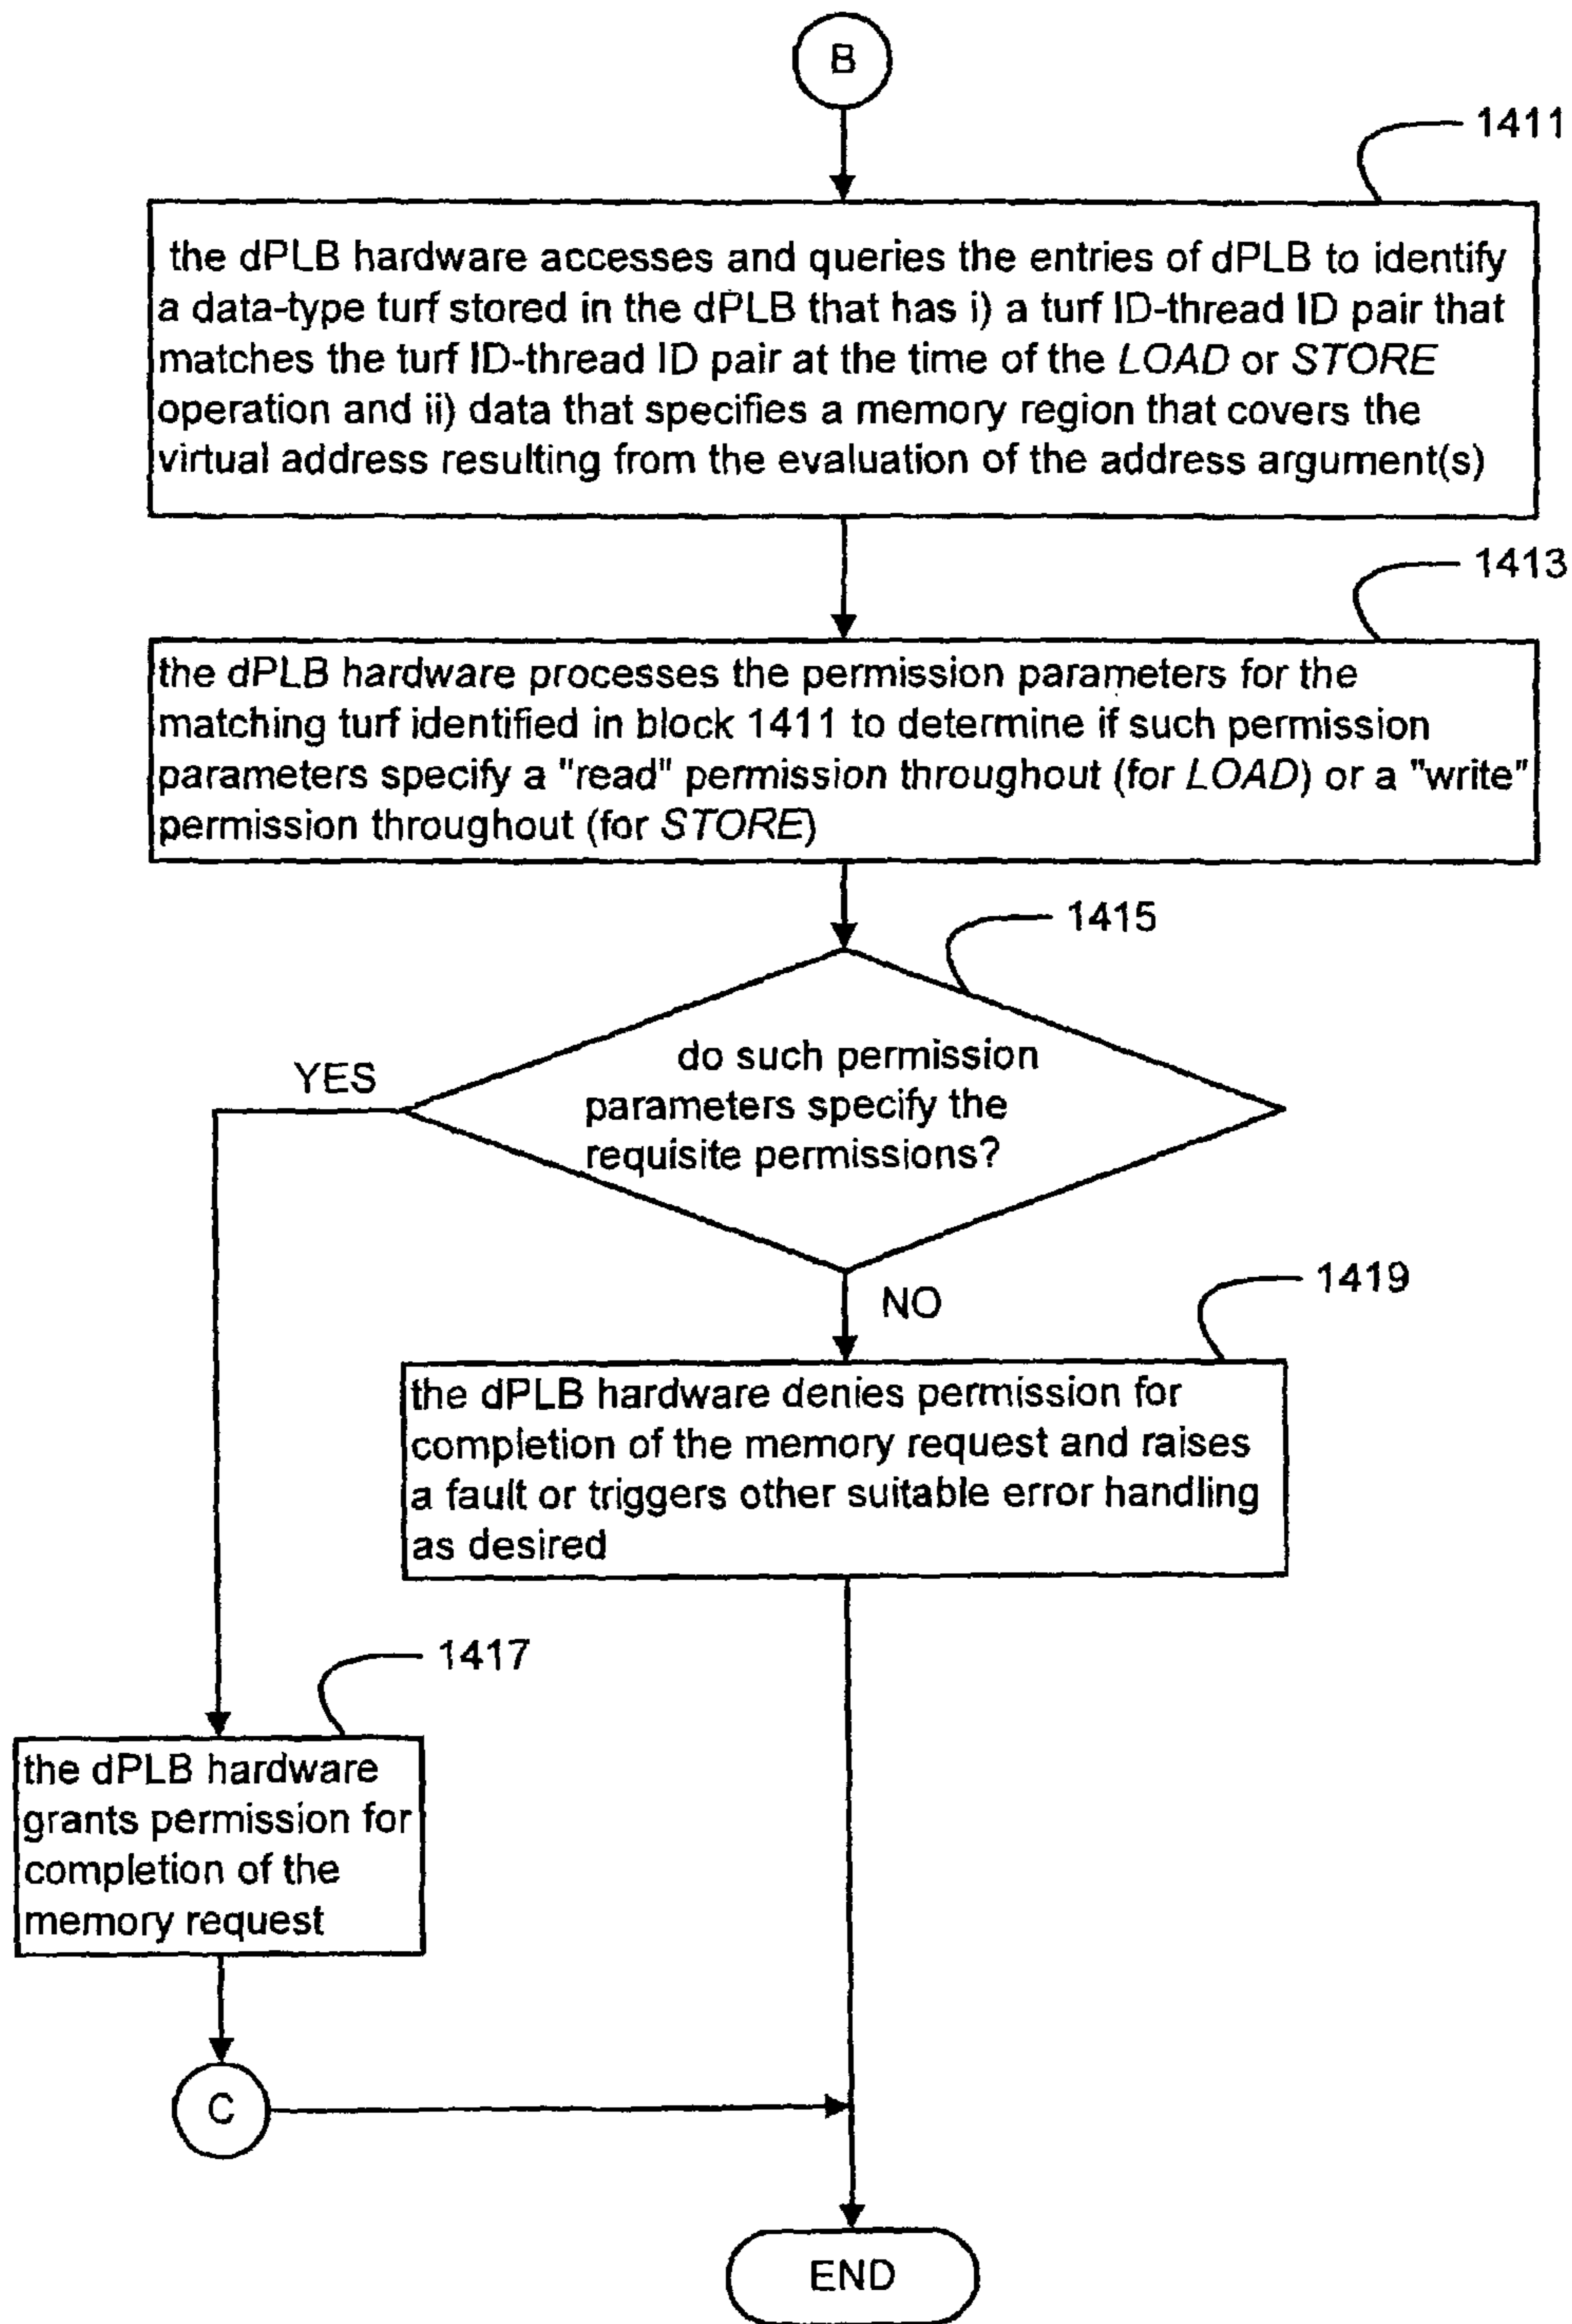 B
1411
the dPLB hardware accesses and queries the entries of dPLB to identify
a data-type turf stored in the dPLB that has i) a turf ID-thread ID pair that
matches the turf ID-thread ID pair at the time of the LOAD or STORE
operation and ii) data that specifies a memory region that covers the
virtual address resulting from the evaluation of the address argument(s)
1413
the dPLB hardware processes the permission parameters for the
matching turf identified in block 1411 to determine if such permission
parameters specify a "read" permission throughout (for LOAD) or a "write"
permission throughout (for STORE)
1415
do such permission
parameters specify the
requisite permissions?
YES
NO
1419
the dPLB hardware denies permission for
completion of the memory request and raises
a fault or triggers other suitable error handling
as desired
1417
the dPLB hardware
grants permission for
completion of the
memory request
C
END